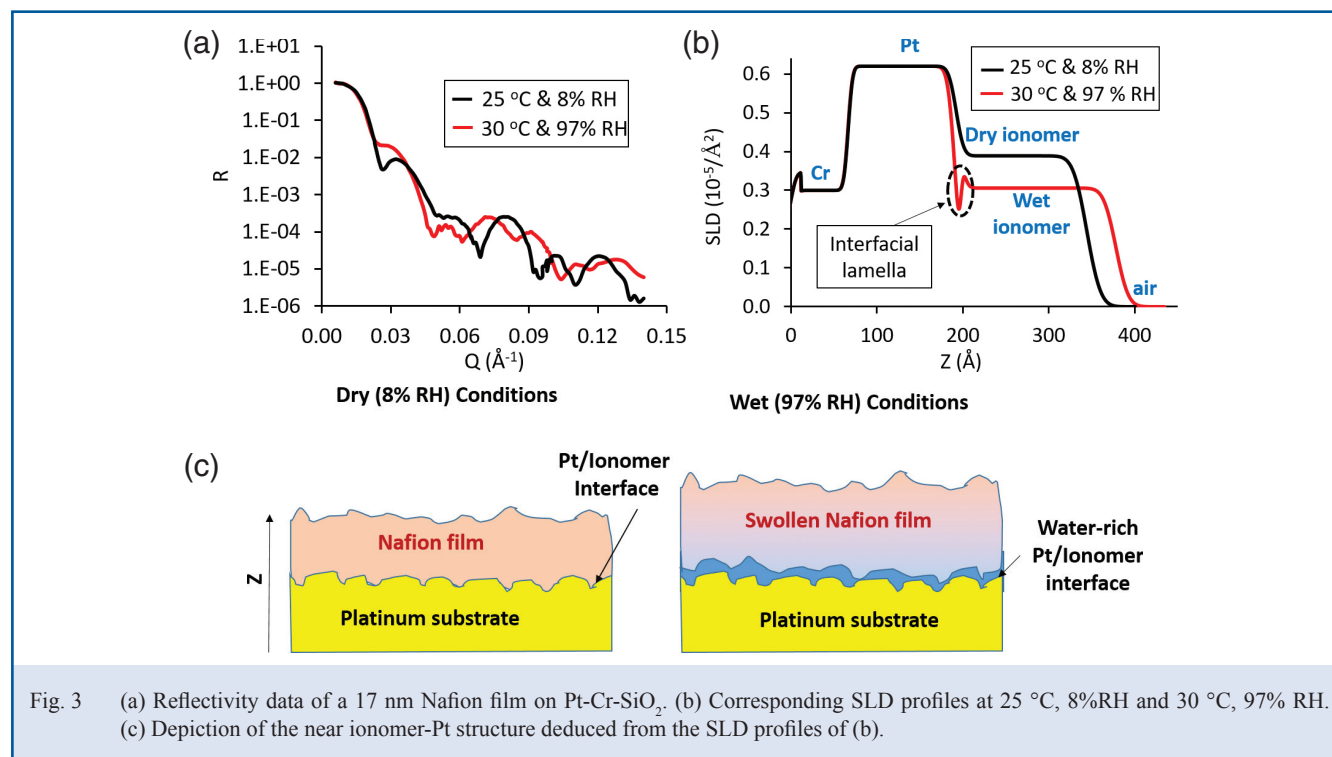 (a)
R
1.E+01
1.E+00
1.E-01
1.E-02
1.E-03
1.E-04
1.E-05
1.E-06
25 °C & 8% RH
30 °C & 97% RH
0.00 0.03 0.06 0.09 0.12 0.15
Q (Å-1)
(b)
SLD (10-5/Å2)
0.6
0.4
0.3
0.1
0.0
Pt
25 °C & 8% RH
30 °C & 97 % RH
Dry ionomer
Cr
Wet
ionomer
Interfacial
lamella
air
0 100 200 300 400
Z (Å)
Dry (8% RH) Conditions
Wet (97% RH) Conditions
(c)
Z
Pt/Ionomer
Interface
Nafion film
Platinum substrate
Swollen Nafion film
Water-rich
Pt/Ionomer
interface
Platinum substrate
Fig. 3 (a) Reflectivity data of a 17 nm Nafion film on Pt-Cr-SiO2. (b) Corresponding SLD profiles at 25 °C, 8%RH and 30 °C, 97% RH.
(c) Depiction of the near ionomer-Pt structure deduced from the SLD profiles of (b).